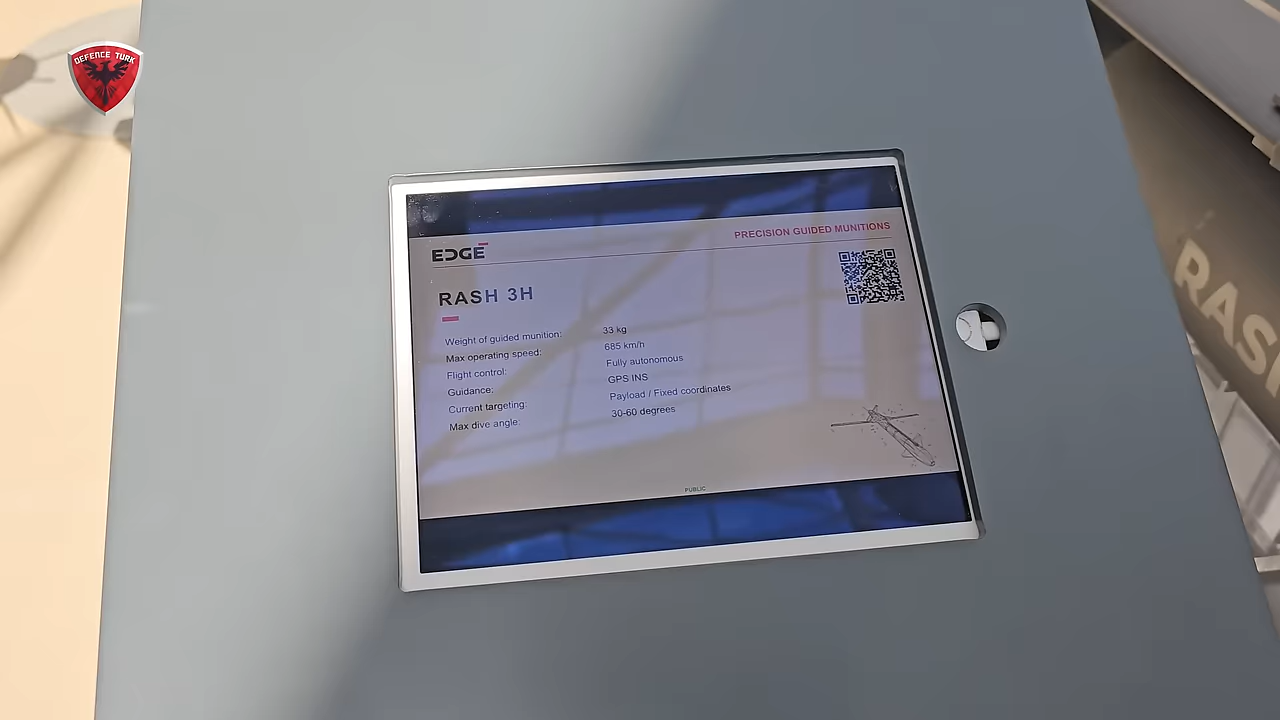 DEFENCE TURK
EDGE
PRECISION GUIDED MUNITIONS
RASH 3H
Weight of guided munition: 33 kg
Max operating speed: 685 km/h
Flight control: Fully autonomous
Guidance: GPS INS
Current targeting: Payload / Fixed coordinates
Max dive angle: 30-60 degrees
PUBLIC
RAS